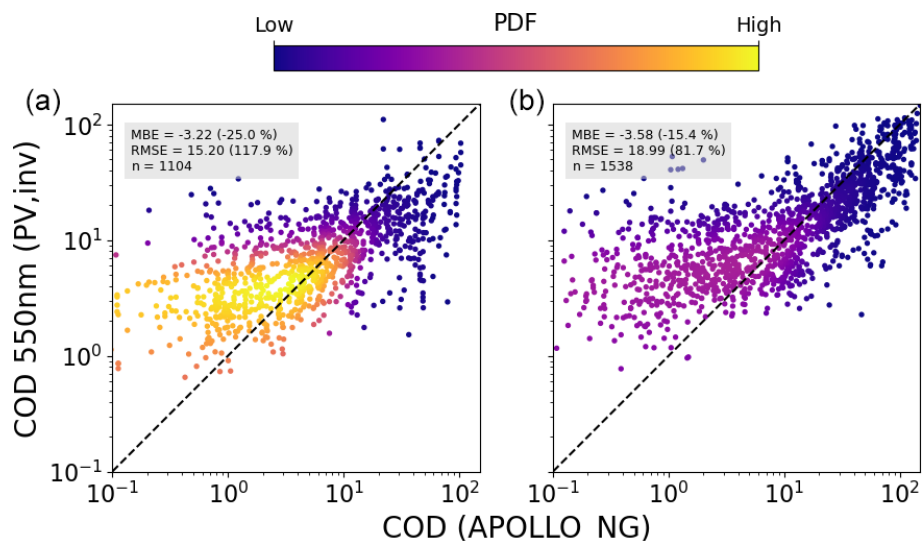 PDF
Low
High
(a)
(b)
MBE = -3.22 (-25.0 %)
RMSE = 15.20 (117.9 %)
n = 1104
MBE = -3.58 (-15.4 %)
RMSE = 18.99 (81.7 %)
n = 1538
COD 550nm (PV,inv)
10²
10¹
10⁰
10⁻¹
10⁻¹ 10⁰ 10¹ 10²
10⁻¹ 10⁰ 10¹ 10²
COD (APOLLO NG)